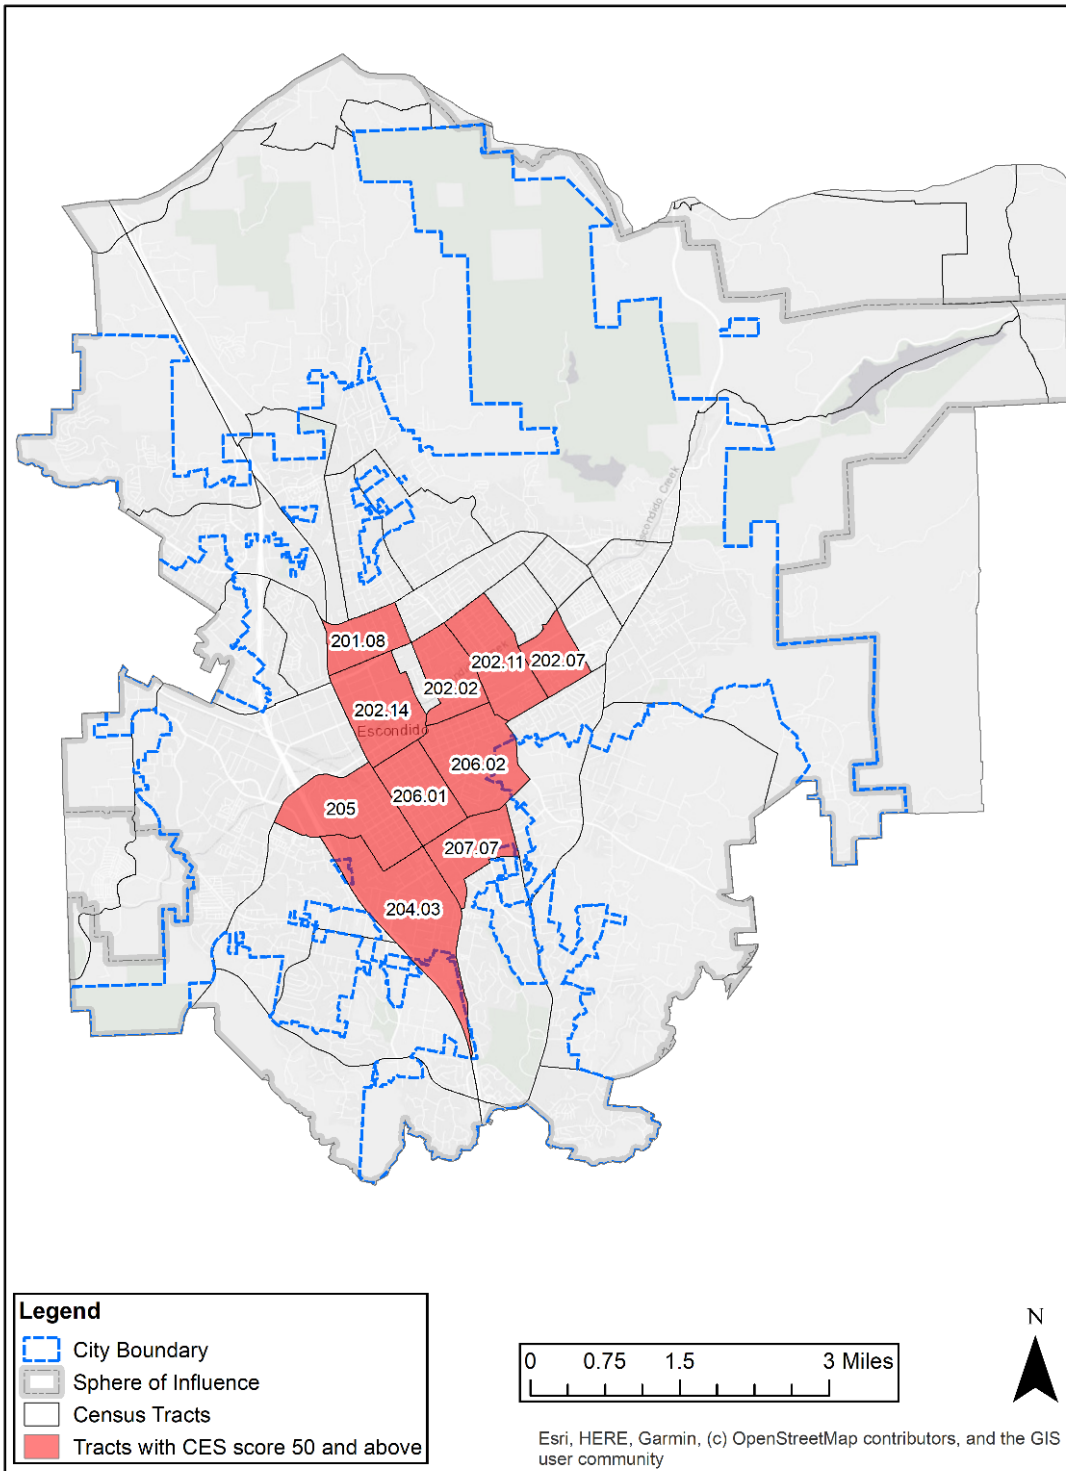 Escondido Creek
201.08
202.11
202.07
202.02
202.14
Escondido
206.02
206.01
205
207.07
204.03
Legend
City Boundary
Sphere of Influence
Census Tracts
Tracts with CES score 50 and above
0 0.75 1.5 3 Miles
N
Esri, HERE, Garmin, (c) OpenStreetMap contributors, and the GIS
user community